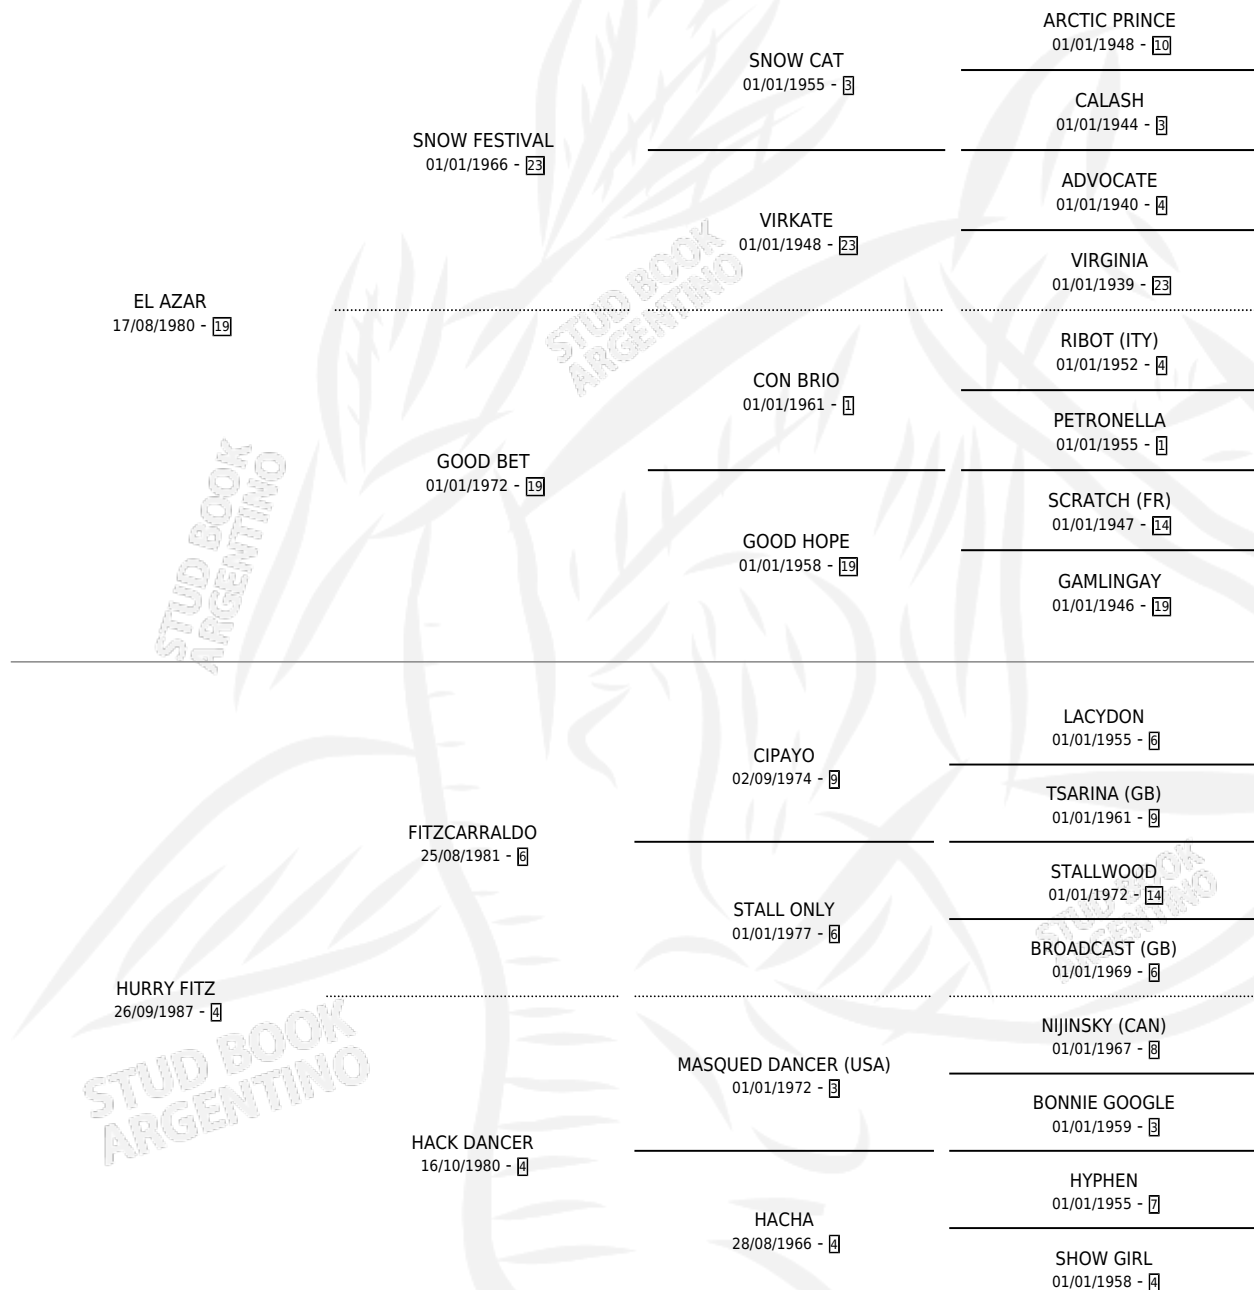 ARCTIC PRINCE
01/01/1948 - 10
SNOW CAT
01/01/1955 - 3
CALASH
01/01/1944 - 3
SNOW FESTIVAL
01/01/1966 - 23
ADVOCATE
01/01/1940 - 4
VIRKATE
01/01/1948 - 23
VIRGINIA
01/01/1939 - 23
EL AZAR
17/08/1980 - 19
RIBOT (ITY)
01/01/1952 - 4
CON BRIO
01/01/1961 - 1
PETRONELLA
01/01/1955 - 1
GOOD BET
01/01/1972 - 19
SCRATCH (FR)
01/01/1947 - 14
GOOD HOPE
01/01/1958 - 19
GAMLINGAY
01/01/1946 - 19
LACYDON
01/01/1955 - 6
CIPAYO
02/09/1974 - 9
TSARINA (GB)
01/01/1961 - 9
FITZCARRALDO
25/08/1981 - 6
STALLWOOD
01/01/1972 - 14
STALL ONLY
01/01/1977 - 6
BROADCAST (GB)
01/01/1969 - 6
HURRY FITZ
26/09/1987 - 4
NIJINSKY (CAN)
01/01/1967 - 8
MASQUED DANCER (USA)
01/01/1972 - 3
BONNIE GOOGLE
01/01/1959 - 3
HACK DANCER
16/10/1980 - 4
HYPHEN
01/01/1955 - 7
HACHA
28/08/1966 - 4
SHOW GIRL
01/01/1958 - 4
STUD BOOK
ARGENTINO
STUD BOOK
ARGENTINO
STUD BOOK
ARGENTINO
STUD BOOK
ARGENTINO